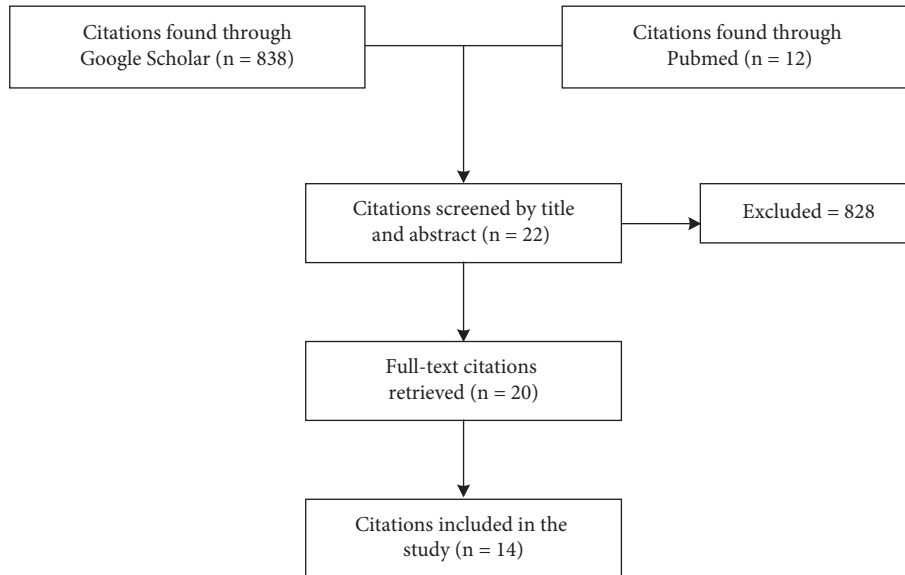 Citations found through
Google Scholar (n = 838)
Citations found through
Pubmed (n = 12)
Citations screened by title
and abstract (n = 22)
Excluded = 828
Full-text citations
retrieved (n = 20)
Citations included in the
study (n = 14)